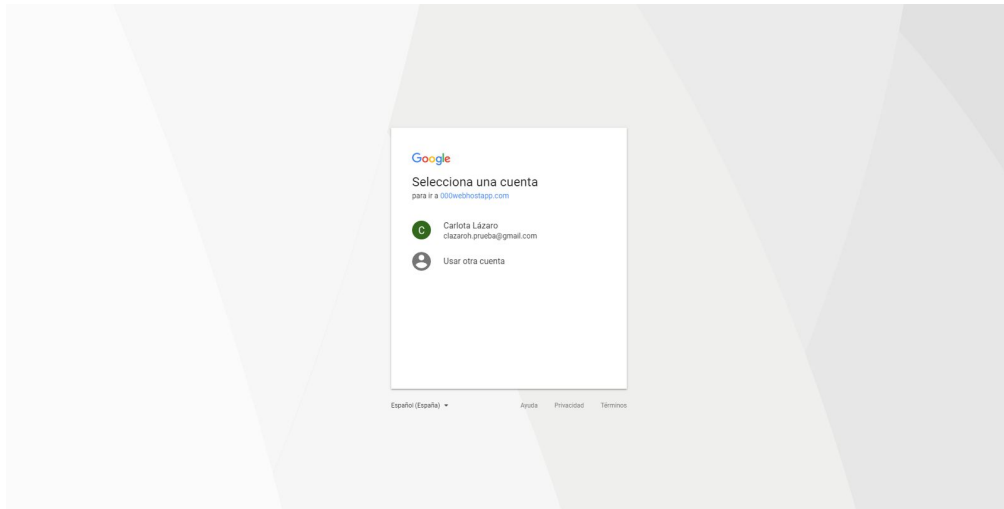 Google
Selecciona una cuenta
para ir a 000webhostapp.com
C
Carlota Lázaro
clazaroh.prueba@gmail.com
Usar otra cuenta
Español (España)
Ayuda Privacidad Términos